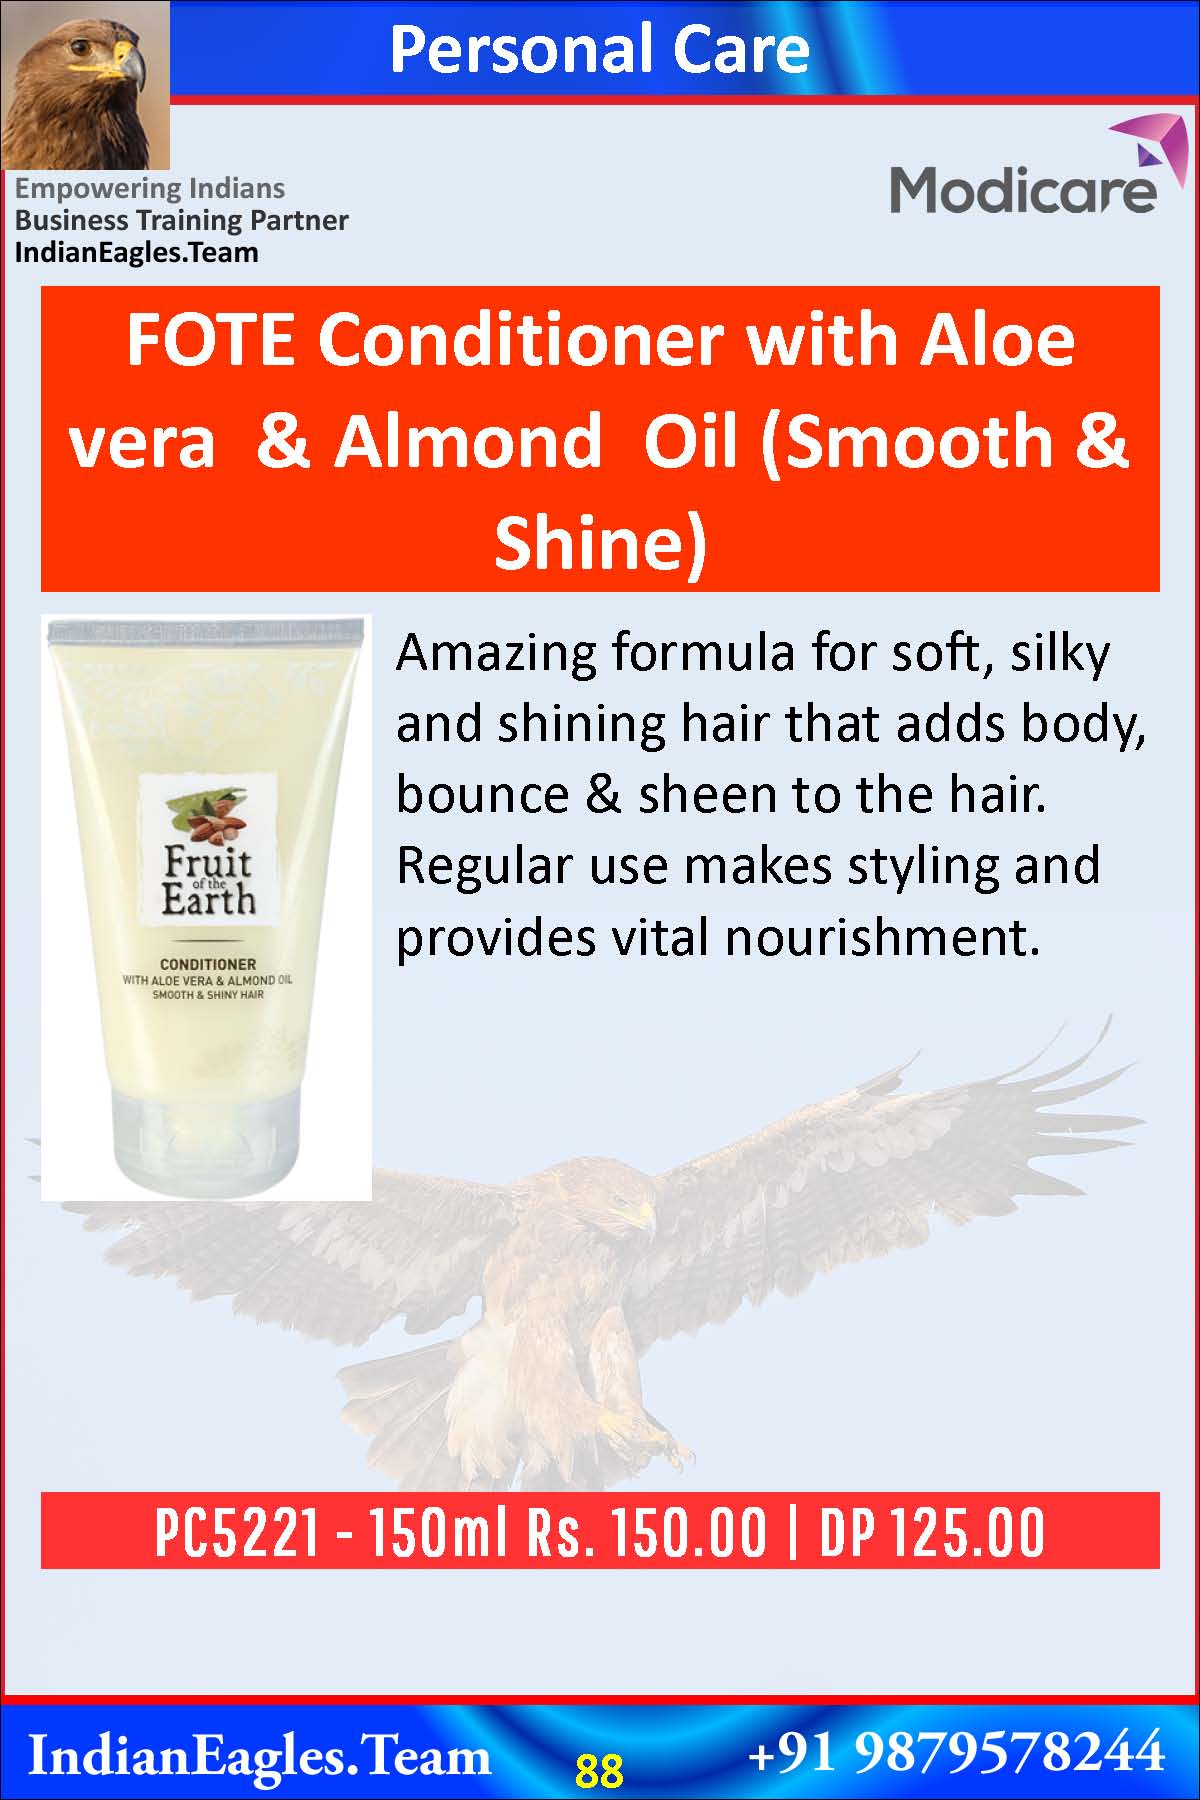 Personal Care
Empowering Indians
Business Training Partner
IndianEagles.Team
Modicare
FOTE Conditioner with Aloe
vera & Almond Oil (Smooth &
Shine)
Amazing formula for soft, silky
and shining hair that adds body,
bounce & sheen to the hair.
Regular use makes styling and
provides vital nourishment.
Fruit
of the
Earth
CONDITIONER
WITH ALOE VERA & ALMOND OIL
SMOOTH & SHINY HAIR
PC5221 - 150ml Rs. 150.00 | DP 125.00
IndianEagles.Team
88
+91 9879578244